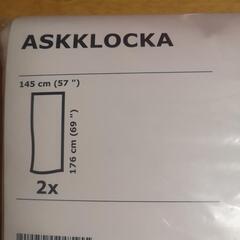 ASKKLOCKA
145 cm (57 ")
176 cm (69 ")
2x